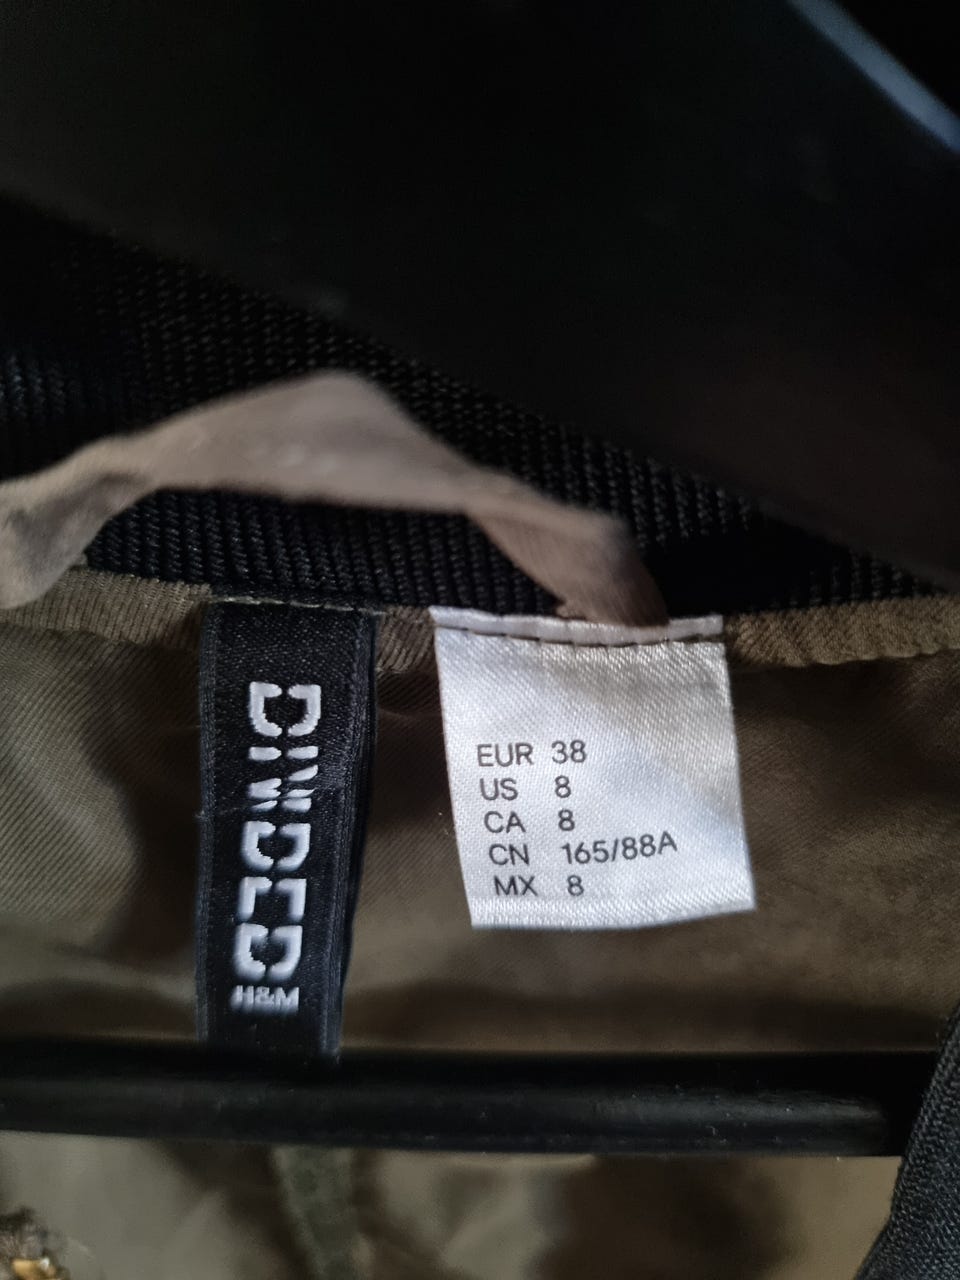 DIVIDED
H&M
EUR 38
US 8
CA 8
CN 165/88A
MX 8